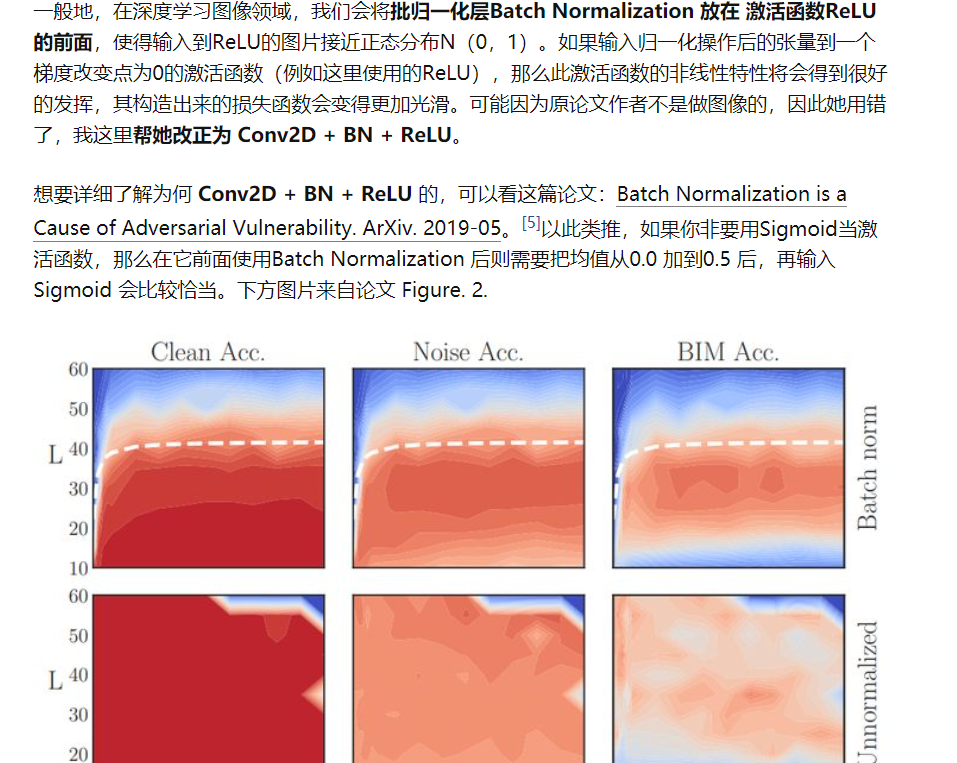 一般地，在深度学习图像领域，我们会将批归一化层Batch Normalization 放在 激活函数ReLU
的前面，使得输入到ReLU的图片接近正态分布N（0，1）。如果输入归一化操作后的张量到一个
梯度改变点为0的激活函数（例如这里使用的ReLU），那么此激活函数的非线性特性将会得到很好
的发挥，其构造出来的损失函数会变得更加光滑。可能因为原论文作者不是做图像的，因此她用错
了，我这里帮她改正为 Conv2D + BN + ReLU。
想要详细了解为何 Conv2D + BN + ReLU 的，可以看这篇论文：Batch Normalization is a
Cause of Adversarial Vulnerability. ArXiv. 2019-05。[5]以此类推，如果你非要用Sigmoid当激
活函数，那么在它前面使用Batch Normalization 后则需要把均值从0.0 加到0.5 后，再输入
Sigmoid 会比较恰当。下方图片来自论文 Figure. 2.
Clean Acc. Noise Acc. BIM Acc.
60
50
L 40
30
20
10
Batch norm
60
50
L 40
30
20
Unnormalized